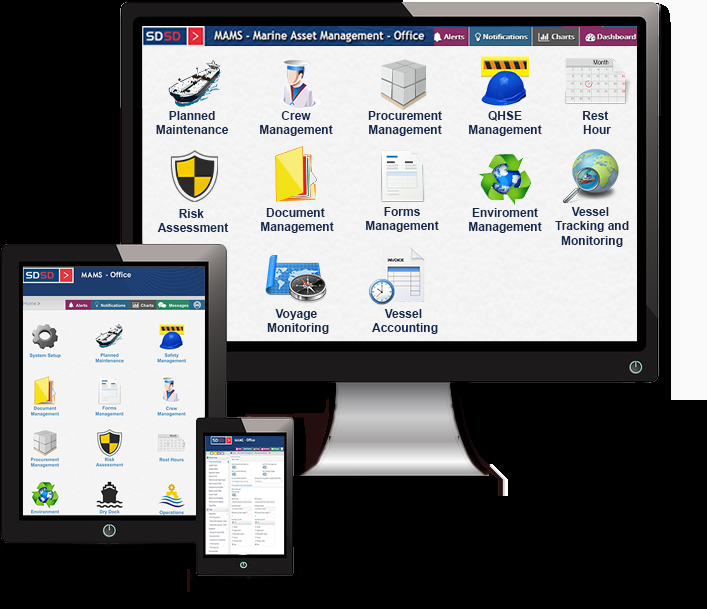 SDSD
MAMS - Marine Asset Management - Office
Alerts
Notifications
Charts
Dashboard
Planned
Maintenance
Crew
Management
Procurement
Management
QHSE
Management
Month
Rest
Hour
Risk
Assessment
Document
Management
Forms
Management
Enviroment
Management
Vessel
Tracking and
Monitoring
Voyage
Monitoring
INVOICE
Vessel
Accounting
SDSD
MAMS - Office
Home >
Alerts
Notifications
Charts
Messages
System Setup
Planned
Maintenance
Safety
Management
Document
Management
Forms
Management
Crew
Management
Procurement
Management
Risk
Assessment
Month
Rest Hours
Environment
Dry Dock
Operations
SDSD
MAMS - Office